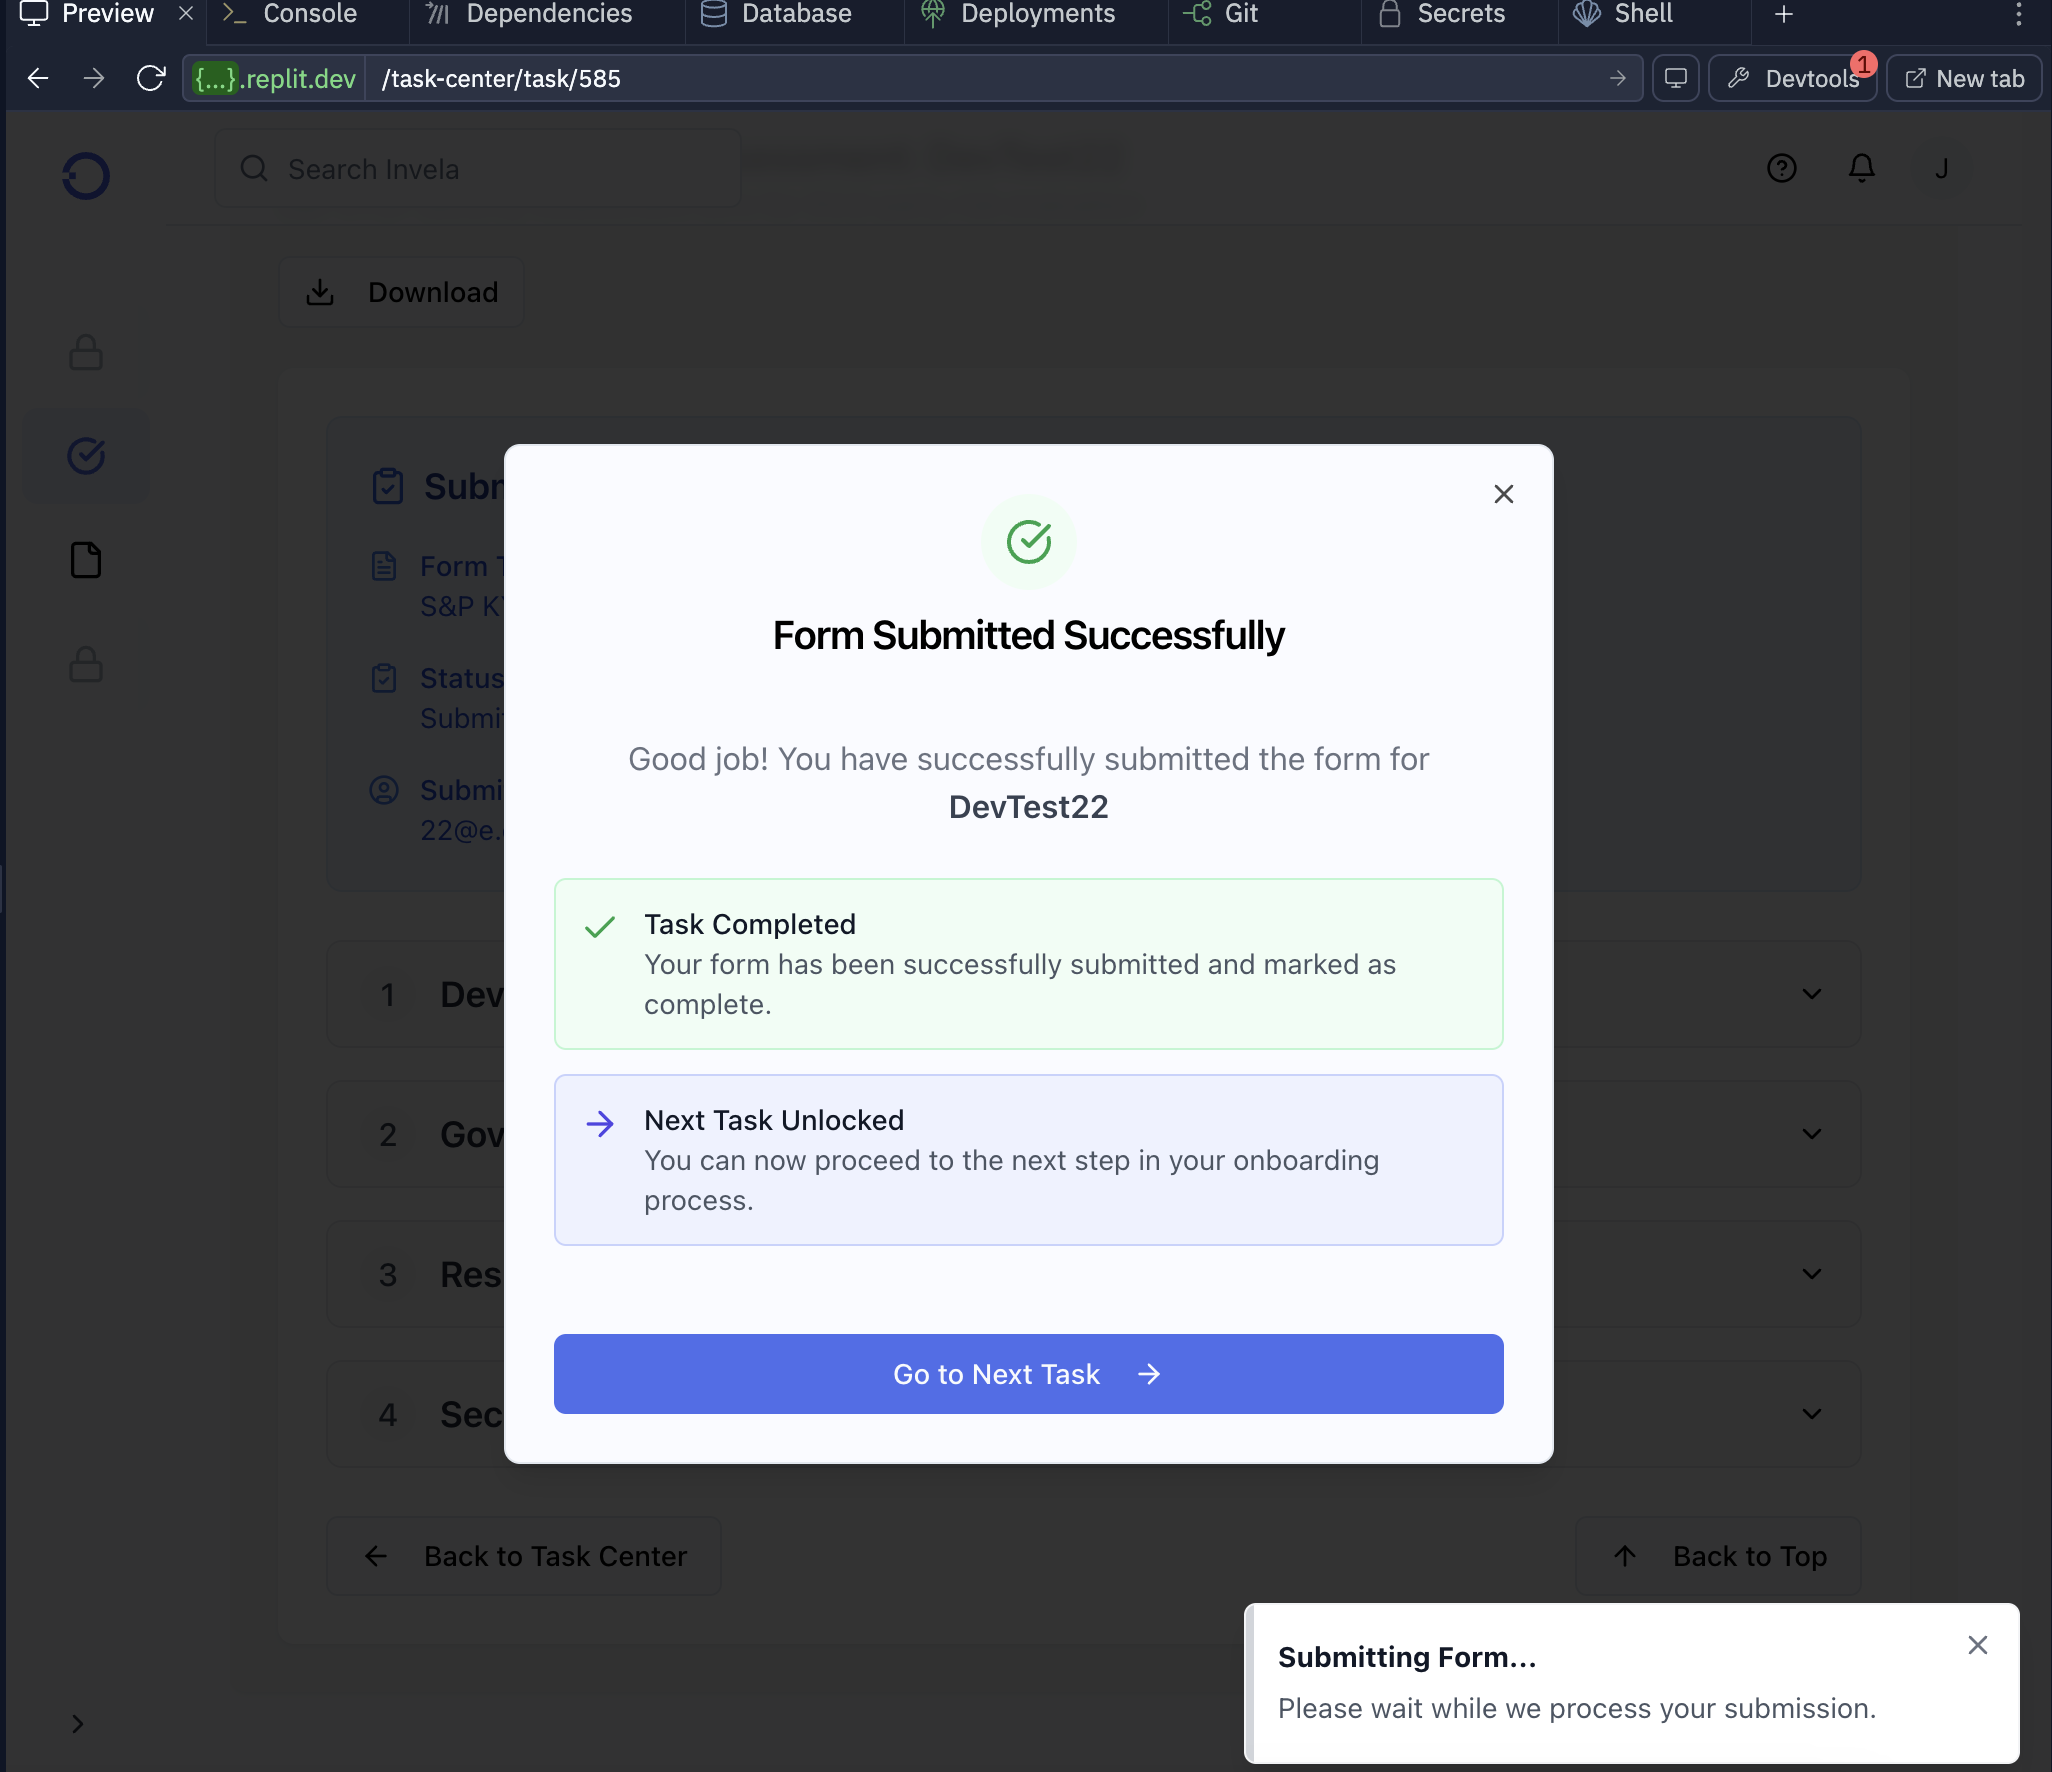 Preview
Console
Dependencies
Database
Deployments
Git
Secrets
Shell
{...}.replit.dev
/task-center/task/585
Devtools
1
New tab
Search Invela
J
Download
Form
S&P
Status
22@e.
Form Submitted Successfully
Good job! You have successfully submitted the form for
DevTest22
Task Completed
Your form has been successfully submitted and marked as
complete.
Next Task Unlocked
You can now proceed to the next step in your onboarding
process.
Go to Next Task
1
Dev
2
Gov
3
Res
4
Sec
Back to Task Center
Back to Top
Submitting Form...
Please wait while we process your submission.